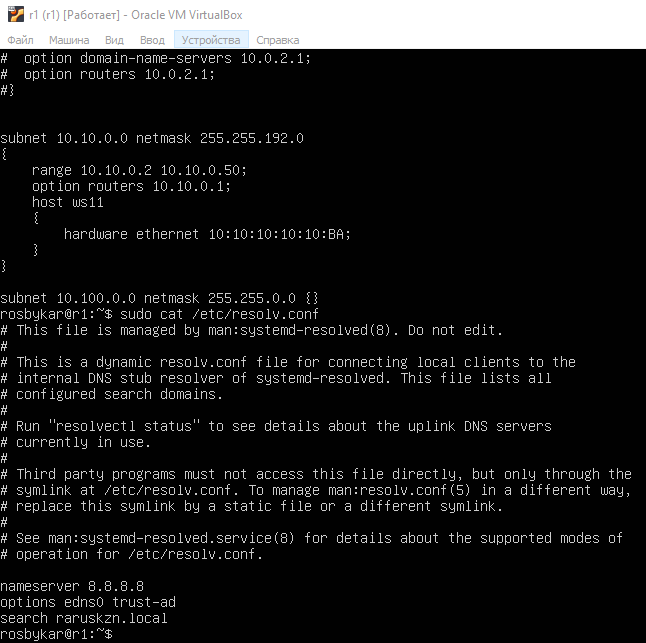 r1 (r1) [Работает] - Oracle VM VirtualBox
Файл Машина Вид Ввод Устройства Справка
#  option domain-name-servers 10.0.2.1;
#  option routers 10.0.2.1;
#}
subnet 10.10.0.0 netmask 255.255.192.0
{
    range 10.10.0.2 10.10.0.50;
    option routers 10.10.0.1;
    host ws11
    {
        hardware ethernet 10:10:10:10:10:BA;
    }
}
subnet 10.100.0.0 netmask 255.255.0.0 {}
rosbykar@r1:~$ sudo cat /etc/resolv.conf
# This file is managed by man:systemd-resolved(8). Do not edit.
#
# This is a dynamic resolv.conf file for connecting local clients to the
# internal DNS stub resolver of systemd-resolved. This file lists all
# configured search domains.
#
# Run "resolvectl status" to see details about the uplink DNS servers
# currently in use.
#
# Third party programs must not access this file directly, but only through the
# symlink at /etc/resolv.conf. To manage man:resolv.conf(5) in a different way,
# replace this symlink by a static file or a different symlink.
#
# See man:systemd-resolved.service(8) for details about the supported modes of
# operation for /etc/resolv.conf.
nameserver 8.8.8.8
options edns0 trust-ad
search raruskzn.local
rosbykar@r1:~$